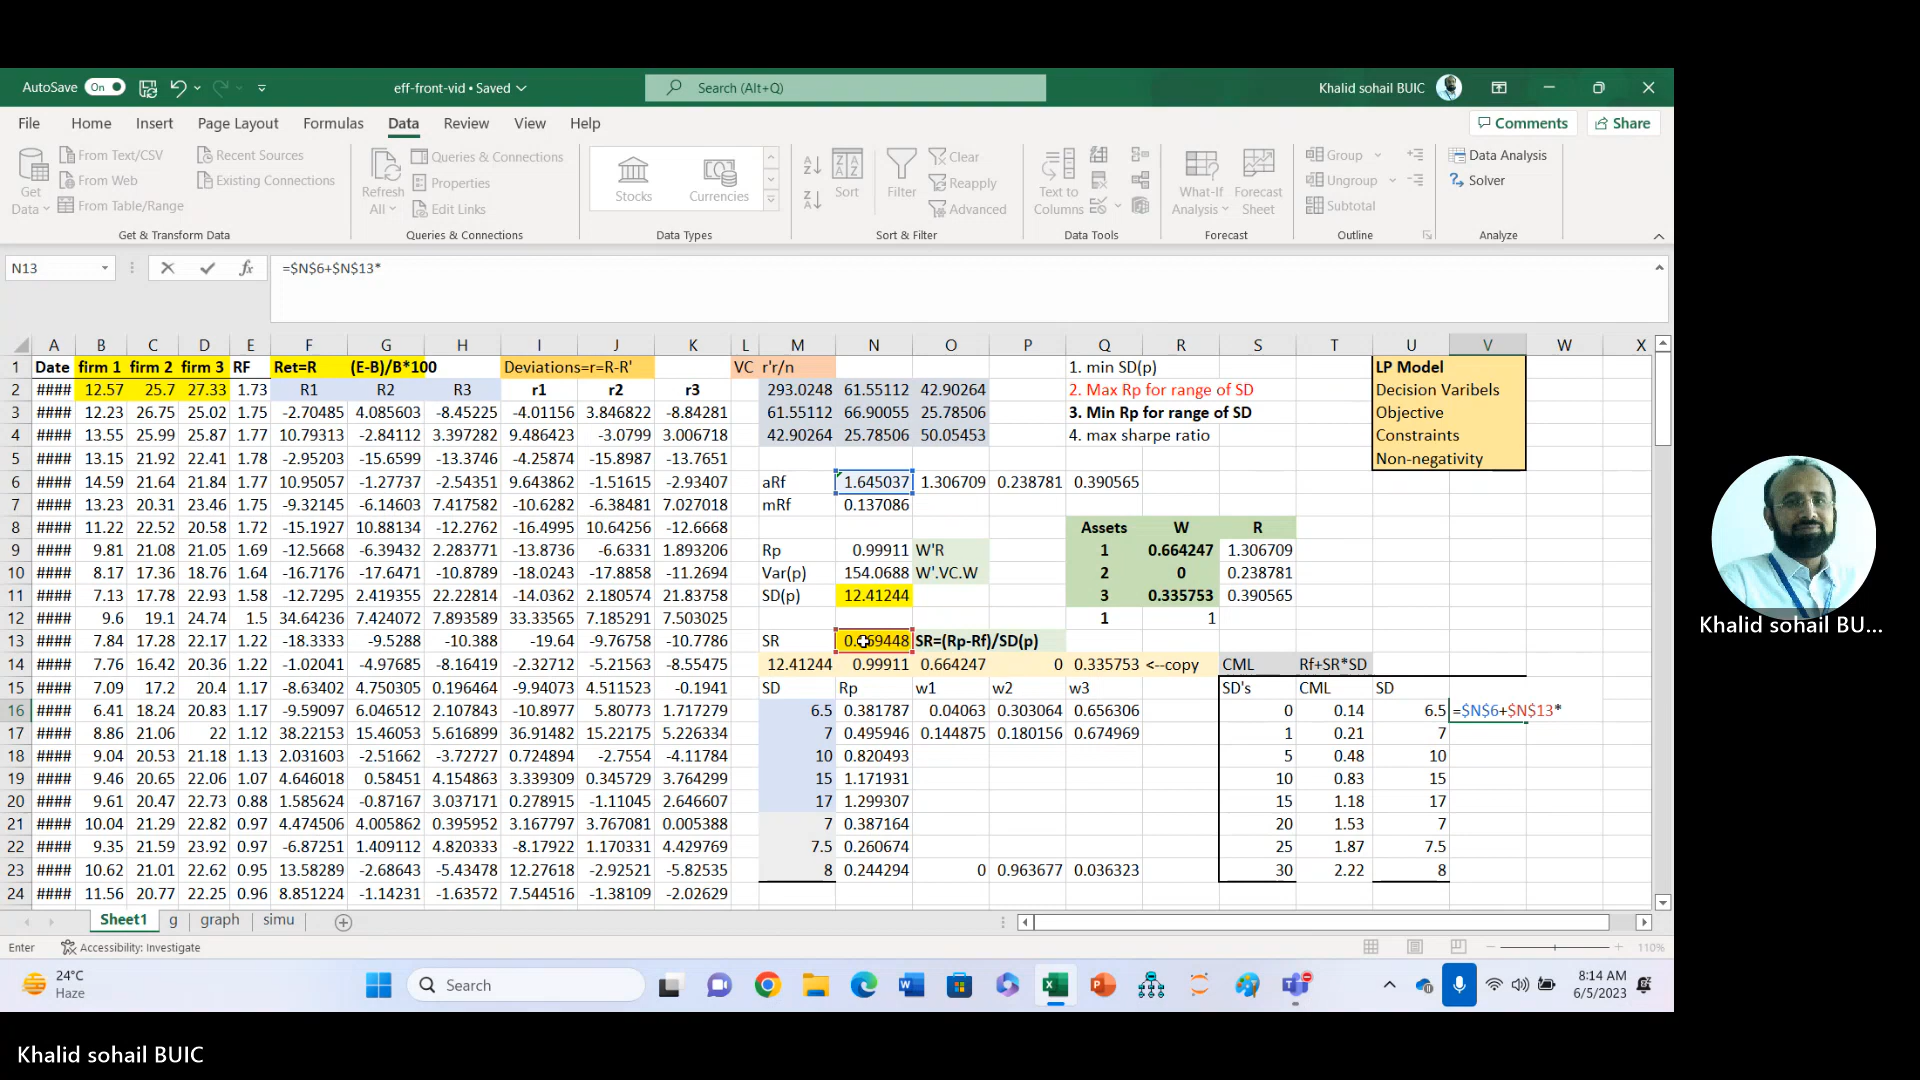 AutoSave On eff-front-vid • Saved Search (Alt+Q) Khalid sohail BUIC
File Home Insert Page Layout Formulas Data Review View Help Comments Share
Get Data From Text/CSV From Web From Table/Range Recent Sources Existing Connections
Refresh All Queries & Connections Properties Edit Links
Stocks Currencies
Sort Filter Clear Reapply Advanced
Text to Columns What-If Analysis Forecast Sheet
Group Ungroup Subtotal
Data Analysis Solver
Get & Transform Data Queries & Connections Data Types Sort & Filter Data Tools Forecast Outline Analyze
N13 fx =$N$6+$N$13*
A B C D E F G H I J K L M N O P Q R S T U V W X
1 Date firm 1 firm 2 firm 3 RF Ret=R (E-B)/B*100 Deviations=r=R-R' VC r'r/n 1. min SD(p) LP Model
2 #### 12.57 25.7 27.33 1.73 R1 R2 R3 r1 r2 r3 293.0248 61.55112 42.90264 2. Max Rp for range of SD Decision Varibels
3 #### 12.23 26.75 25.02 1.75 -2.70485 4.085603 -8.45225 -4.01156 3.846822 -8.84281 61.55112 66.90055 25.78506 3. Min Rp for range of SD Objective
4 #### 13.55 25.99 25.87 1.77 10.79313 -2.84112 3.397282 9.486423 -3.0799 3.006718 42.90264 25.78506 50.05453 4. max sharpe ratio Constraints
5 #### 13.15 21.92 22.41 1.78 -2.95203 -15.6599 -13.3746 -4.25874 -15.8987 -13.7651 Non-negativity
6 #### 14.59 21.64 21.84 1.77 10.95057 -1.27737 -2.54351 9.643862 -1.51615 -2.93407 aRf 1.645037 1.306709 0.238781 0.390565
7 #### 13.23 20.31 23.46 1.75 -9.32145 -6.14603 7.417582 -10.6282 -6.38481 7.027018 mRf 0.137086
8 #### 11.22 22.52 20.58 1.72 -15.1927 10.88134 -12.2762 -16.4995 10.64256 -12.6668 Assets W R
9 #### 9.81 21.08 21.05 1.69 -12.5668 -6.39432 2.283771 -13.8736 -6.6331 1.893206 Rp 0.99911 W'R 1 0.664247 1.306709
10 #### 8.17 17.36 18.76 1.64 -16.7176 -17.6471 -10.8789 -18.0243 -17.8858 -11.2694 Var(p) 154.0688 W'.VC.W 2 0 0.238781
11 #### 7.13 17.78 22.93 1.58 -12.7295 2.419355 22.22814 -14.0362 2.180574 21.83758 SD(p) 12.41244 3 0.335753 0.390565
12 #### 9.6 19.1 24.74 1.5 34.64236 7.424072 7.893589 33.33565 7.185291 7.503025 1 1
13 #### 7.84 17.28 22.17 1.22 -18.3333 -9.5288 -10.388 -19.64 -9.76758 -10.7786 SR SR=(Rp-Rf)/SD(p)
14 #### 7.76 16.42 20.36 1.22 -1.02041 -4.97685 -8.16419 -2.32712 -5.21563 -8.55475 12.41244 0.99911 0.664247 0 0.335753 <--copy CML Rf+SR*SD
15 #### 7.09 17.2 20.4 1.17 -8.63402 4.750305 0.196464 -9.94073 4.511523 -0.1941 SD Rp w1 w2 w3 SD's CML SD
16 #### 6.41 18.24 20.83 1.17 -9.59097 6.046512 2.107843 -10.8977 5.80773 1.717279 6.5 0.381787 0.04063 0.303064 0.656306 0 0.14 6.5 =$N$6+$N$13*
17 #### 8.86 21.06 22 1.12 38.22153 15.46053 5.616899 36.91482 15.22175 5.226334 7 0.495946 0.144875 0.180156 0.674969 1 0.21 7
18 #### 9.04 20.53 21.18 1.13 2.031603 -2.51662 -3.72727 0.724894 -2.7554 -4.11784 10 0.820493 5 0.48 10
19 #### 9.46 20.65 22.06 1.07 4.646018 0.58451 4.154863 3.339309 0.345729 3.764299 15 1.171931 10 0.83 15
20 #### 9.61 20.47 22.73 0.88 1.585624 -0.87167 3.037171 0.278915 -1.11045 2.646607 17 1.299307 15 1.18 17
21 #### 10.04 21.29 22.82 0.97 4.474506 4.005862 0.395952 3.167797 3.767081 0.005388 7 0.387164 20 1.53 7
22 #### 9.35 21.59 23.92 0.97 -6.87251 1.409112 4.820333 -8.17922 1.170331 4.429769 7.5 0.260674 25 1.87 7.5
23 #### 10.62 21.01 22.62 0.95 13.58289 -2.68643 -5.43478 12.27618 -2.92521 -5.82535 8 0.244294 0 0.963677 0.036323 30 2.22 8
24 #### 11.56 20.77 22.25 0.96 8.851224 -1.14231 -1.63572 7.544516 -1.38109 -2.02629
Sheet1 g graph simu
Enter Accessibility: Investigate 110%
24°C Haze Search 8:14 AM 6/5/2023
Khalid sohail BU...
Khalid sohail BUIC